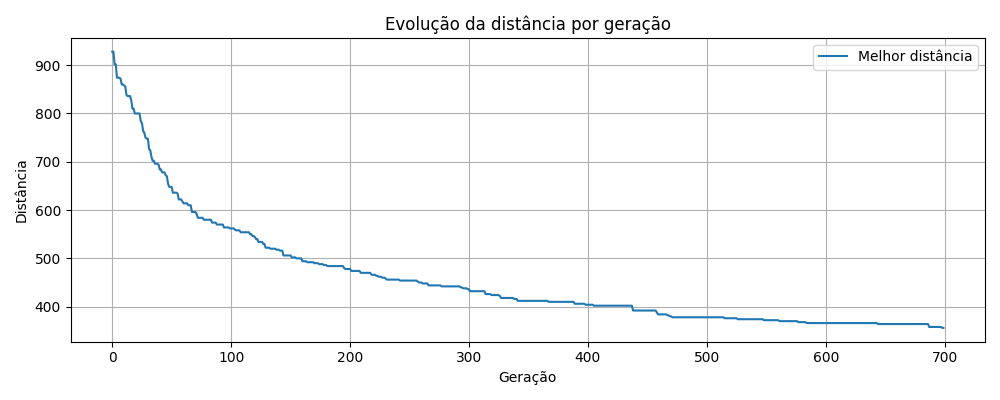 Evolução da distância por geração
Melhor distância
Distância
900
800
700
600
500
400
0 100 200 300 400 500 600 700
Geração